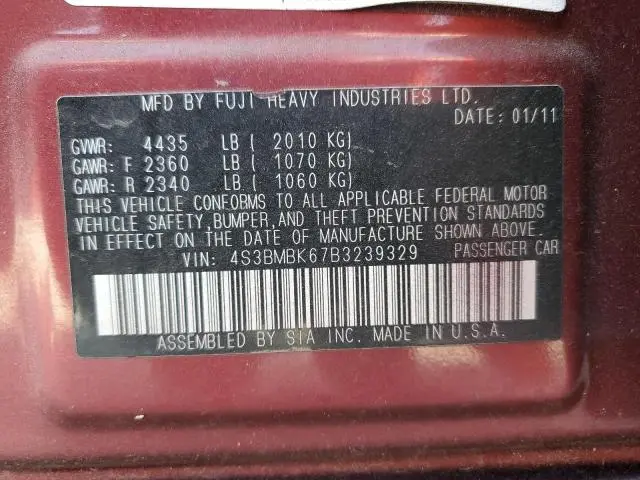 MFD BY FUJI HEAVY INDUSTRIES LTD.
DATE: 01/11
GVWR: 4435 LB ( 2010 KG)
GAWR: F 2360 LB ( 1070 KG)
GAWR: R 2340 LB ( 1060 KG)
THIS VEHICLE CONFORMS TO ALL APPLICABLE FEDERAL MOTOR
VEHICLE SAFETY, BUMPER, AND THEFT PREVENTION STANDARDS
IN EFFECT ON THE DATE OF MANUFACTURE SHOWN ABOVE.
VIN: 4S3BMBK67B3239329 PASSENGER CAR
ASSEMBLED BY SIA INC. MADE IN U.S.A.